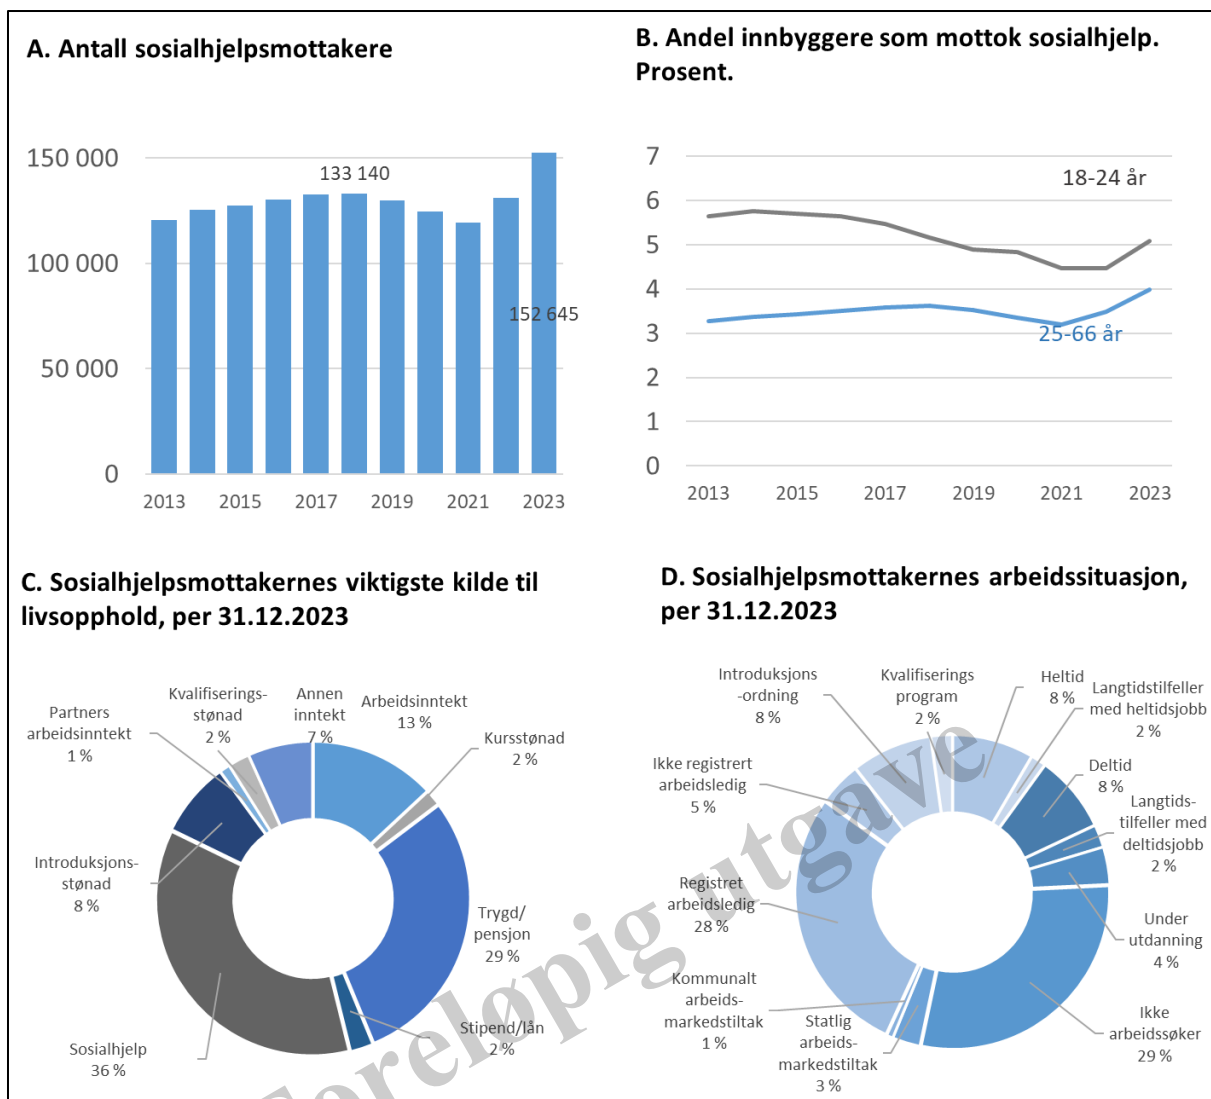 A. Antall sosialhjelpsmottakere
150 000
100 000
50 000
0
133 140
152 645
2013
2015
2017
2019
2021
2023
B. Andel innbyggere som mottok sosialhjelp.
Prosent.
7
6
5
4
3
2
1
0
18-24 år
25-66 år
2013
2015
2017
2019
2021
2023
C. Sosialhjelpsmottakernes viktigste kilde til
livsopphold, per 31.12.2023
Annen
inntekt
7 %
Arbeidsinntekt
13 %
Kursstønad
2 %
Trygd/
pensjon
29 %
Stipend/lån
2 %
Sosialhjelp
36 %
Introduksjons-
stønad
8 %
Partners
arbeidsinntekt
1 %
Kvalifiserings-
stønad
2 %
D. Sosialhjelpsmottakernes arbeidssituasjon,
per 31.12.2023
Heltid
8 %
Langtidstilfeller
med heltidsjobb
2 %
Deltid
8 %
Langtids-
tilfeller med
deltidsjobb
2 %
Under
utdanning
4 %
Ikke
arbeidssøker
29 %
Statlig
arbeids-
markedstiltak
3 %
Kommunalt
arbeids-
markedstiltak
1 %
Registret
arbeidsledig
28 %
Ikke registrert
arbeidsledig
5 %
Introduksjons
-ordning
8 %
Kvalifiserings
program
2 %
Foreløpig utgave